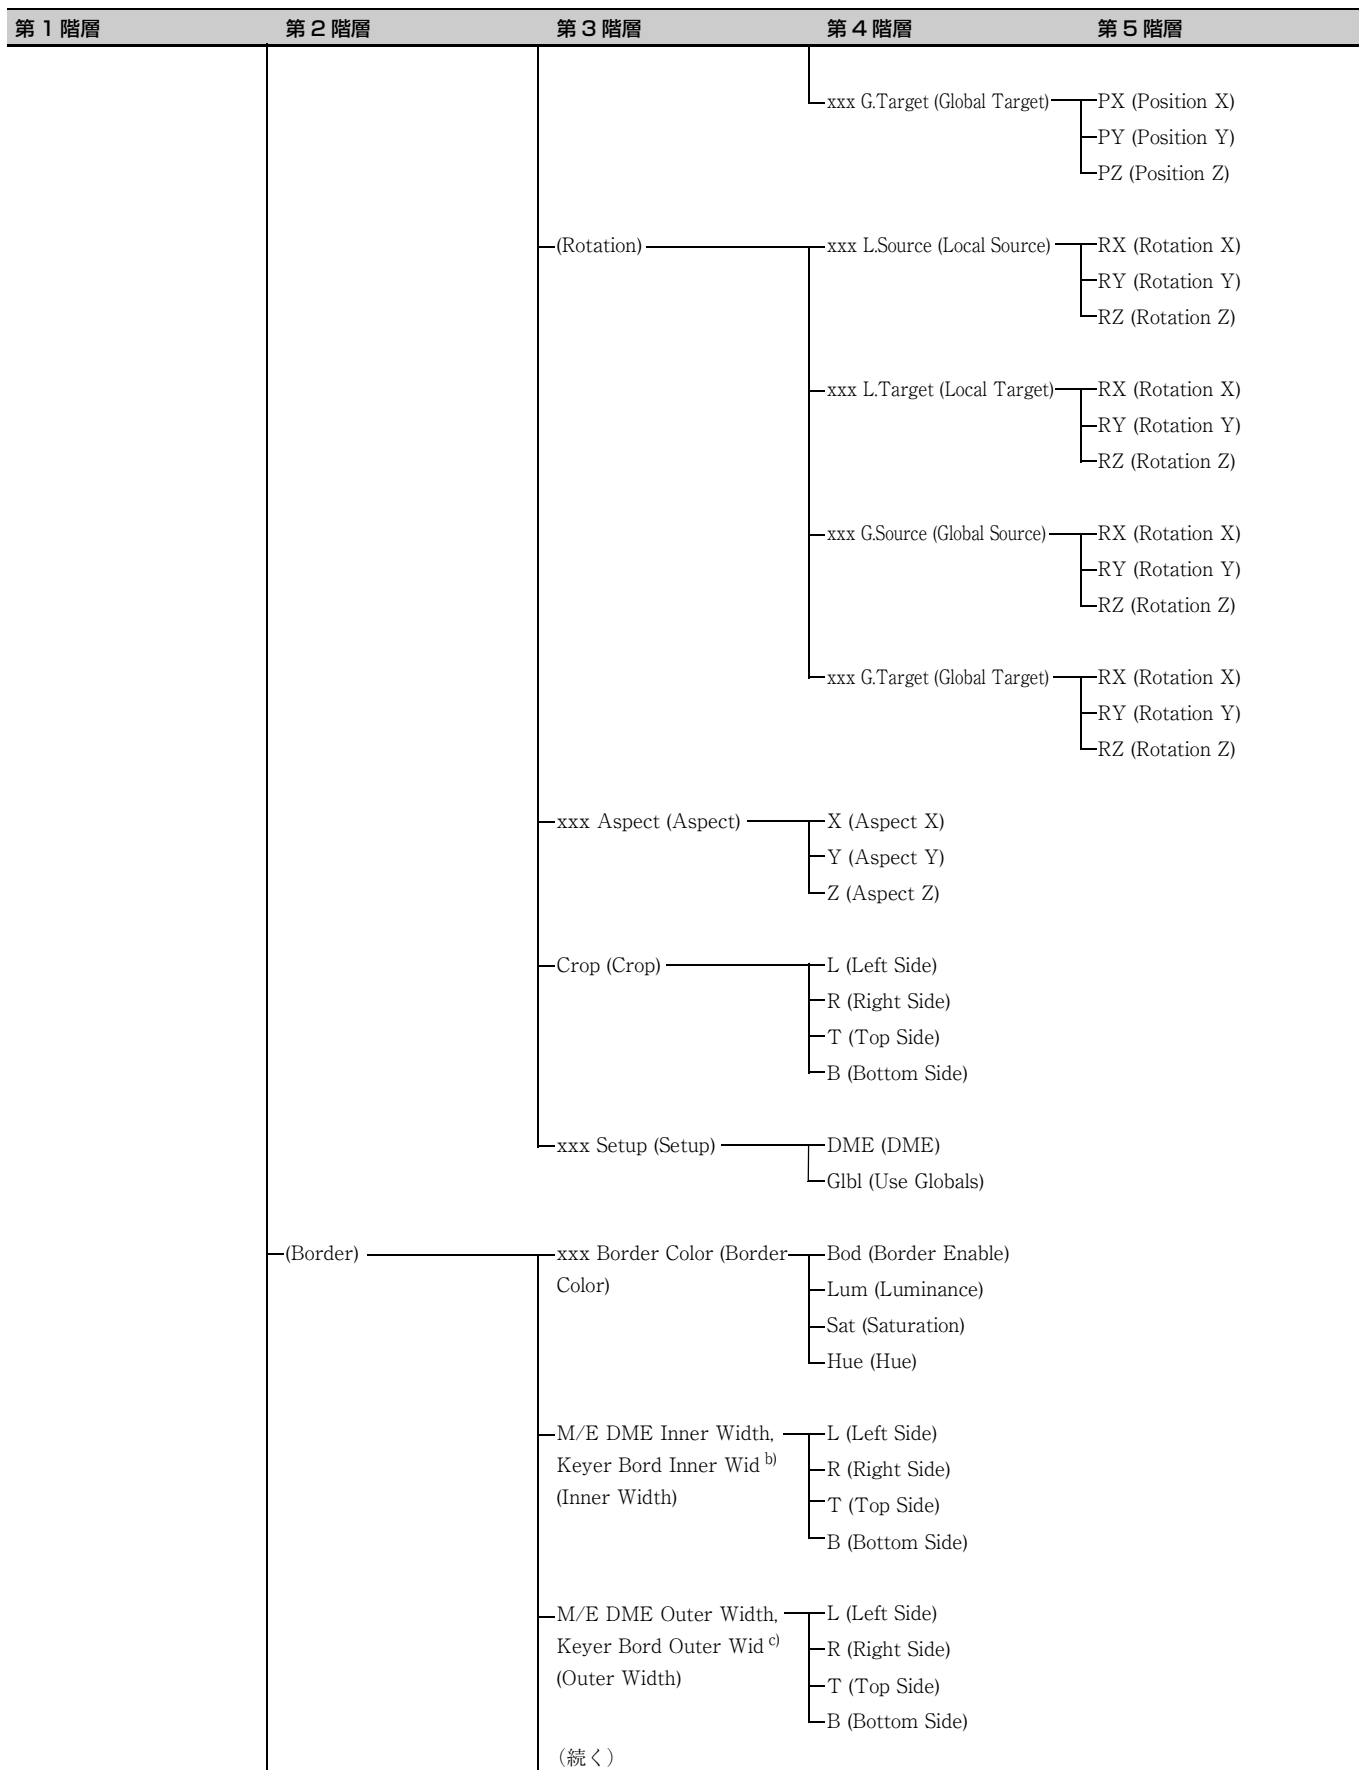 第 1 階層 第 2 階層 第 3 階層 第 4 階層 第 5 階層
xxx G.Target (Global Target) PX (Position X)
PY (Position Y)
PZ (Position Z)
(Rotation) xxx L.Source (Local Source) RX (Rotation X)
RY (Rotation Y)
RZ (Rotation Z)
xxx L.Target (Local Target) RX (Rotation X)
RY (Rotation Y)
RZ (Rotation Z)
xxx G.Source (Global Source) RX (Rotation X)
RY (Rotation Y)
RZ (Rotation Z)
xxx G.Target (Global Target) RX (Rotation X)
RY (Rotation Y)
RZ (Rotation Z)
xxx Aspect (Aspect) X (Aspect X)
Y (Aspect Y)
Z (Aspect Z)
Crop (Crop) L (Left Side)
R (Right Side)
T (Top Side)
B (Bottom Side)
xxx Setup (Setup) DME (DME)
Glbl (Use Globals)
(Border) xxx Border Color (Border Bod (Border Enable)
Color) Lum (Luminance)
Sat (Saturation)
Hue (Hue)
M/E DME Inner Width, L (Left Side)
Keyer Bord Inner Wid b) R (Right Side)
(Inner Width) T (Top Side)
B (Bottom Side)
M/E DME Outer Width, L (Left Side)
Keyer Bord Outer Wid c) R (Right Side)
(Outer Width) T (Top Side)
B (Bottom Side)
（続く）